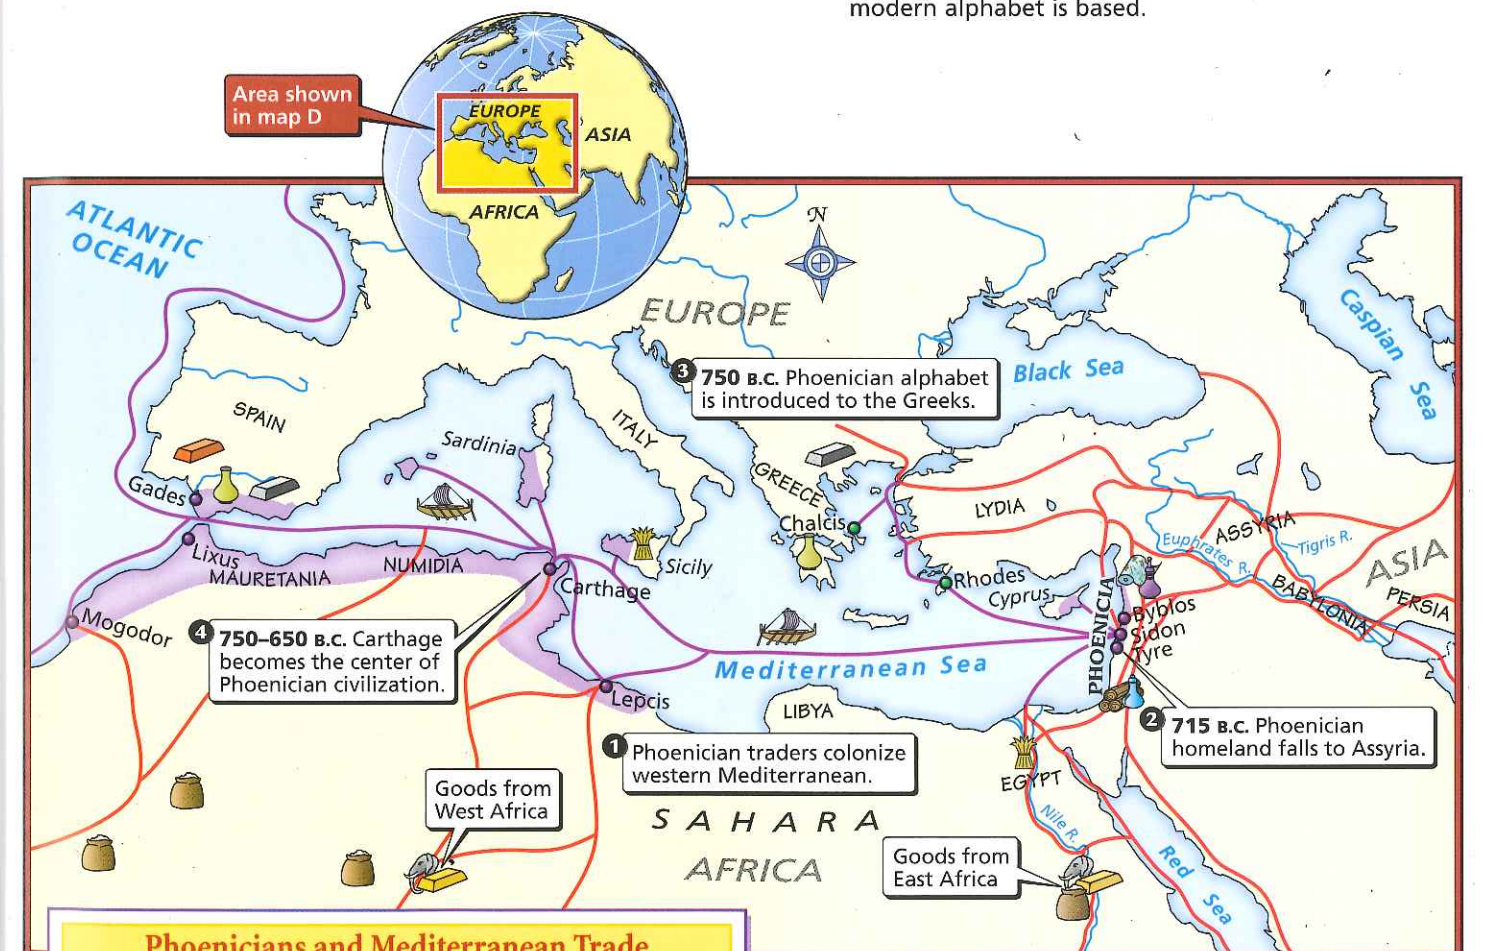 modern alphabet is based.
Area shown
in map D
EUROPE
ASIA
AFRICA
ATLANTIC
OCEAN
N
EUROPE
Caspian
Sea
Black Sea
3 750 B.C. Phoenician alphabet
is introduced to the Greeks.
SPAIN
Sardinia
ITALY
GREECE
LYDIA
ASSYRIA
Tigris R.
Euphrates R.
ASIA
Gades
Chalcis
Lixus
MAURETANIA
NUMIDIA
Sicily
Carthage
Rhodes
Cyprus
PHOENICIA
Byblos
Sidon
Tyre
BABYLONIA
PERSIA
Mogodor
4 750–650 B.C. Carthage
becomes the center of
Phoenician civilization.
Mediterranean Sea
Lepcis
LIBYA
2 715 B.C. Phoenician
homeland falls to Assyria.
1 Phoenician traders colonize
western Mediterranean.
EGYPT
Nile R.
Goods from
West Africa
SAHARA
AFRICA
Goods from
East Africa
Red Sea
Phoenicians and Mediterranean Trade